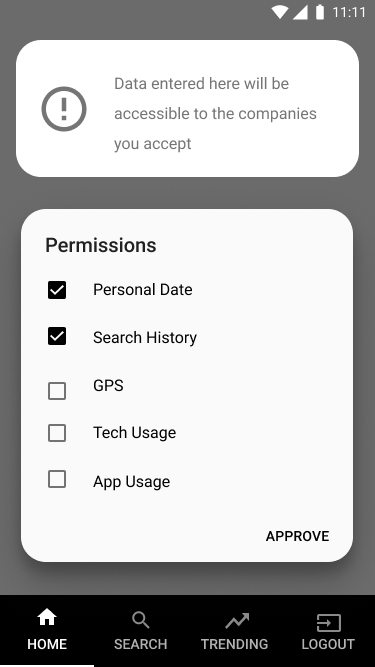 11:11
Data entered here will be
accessible to the companies
you accept
Permissions
Personal Date
Search History
GPS
Tech Usage
App Usage
APPROVE
HOME
SEARCH
TRENDING
LOGOUT